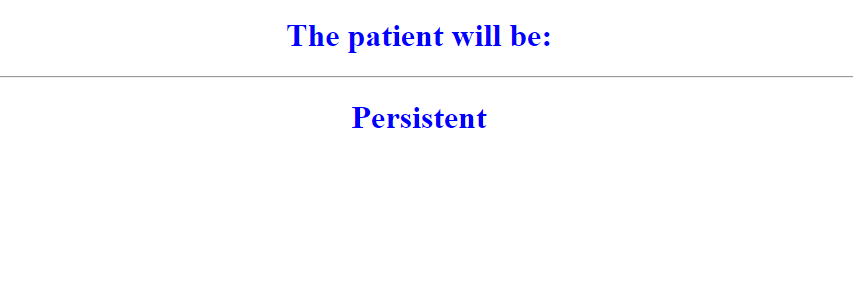 The patient will be:
Persistent